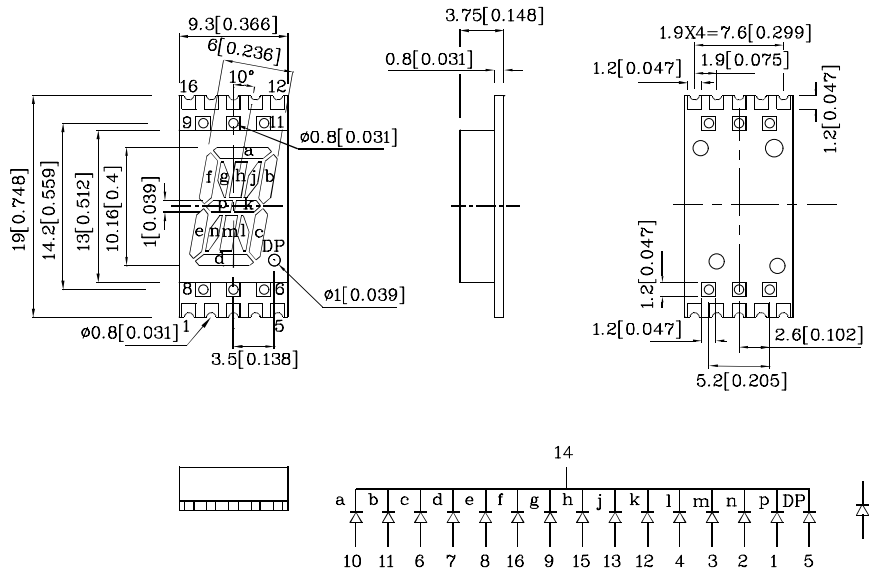 9.3[0.366]
6[0.236]
10°
16 12
9 11
ø0.8[0.031]
a
f g h j b
p k
e n m l c
DP
d
8 6
1 5
ø1[0.039]
ø0.8[0.031]
3.5[0.138]
19[0.748]
14.2[0.559]
13[0.512]
10.16[0.4]
1[0.039]
3.75[0.148]
0.8[0.031]
1.9X4=7.6[0.299]
1.9[0.075]
1.2[0.047]
1.2[0.047]
1.2[0.047]
1.2[0.047]
2.6[0.102]
5.2[0.205]
14
a b c d e f g h j k l m n p DP
10 11 6 7 8 16 9 15 13 12 4 3 2 1 5